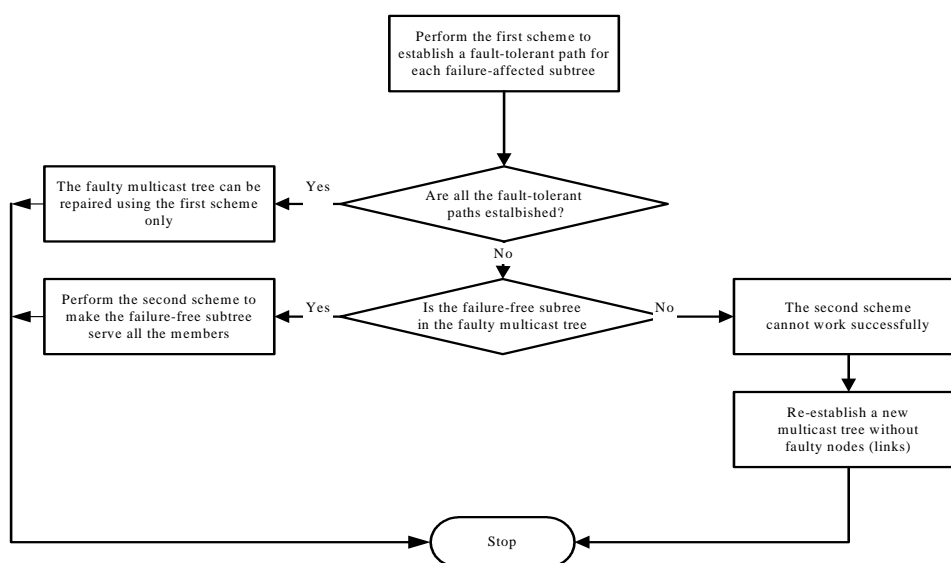 Perform the first scheme to
establish a fault-tolerant path for
each failure-affected subtree
The faulty multicast tree can be
repaired using the first scheme
only
Yes
Are all the fault-tolerant
paths estalbished?
No
Perform the second scheme to
make the failure-free subtree
serve all the members
Yes
Is the failure-free subree
in the faulty multicast tree
No
The second scheme
cannot work successfully
Re-establish a new
multicast tree without
faulty nodes (links)
Stop